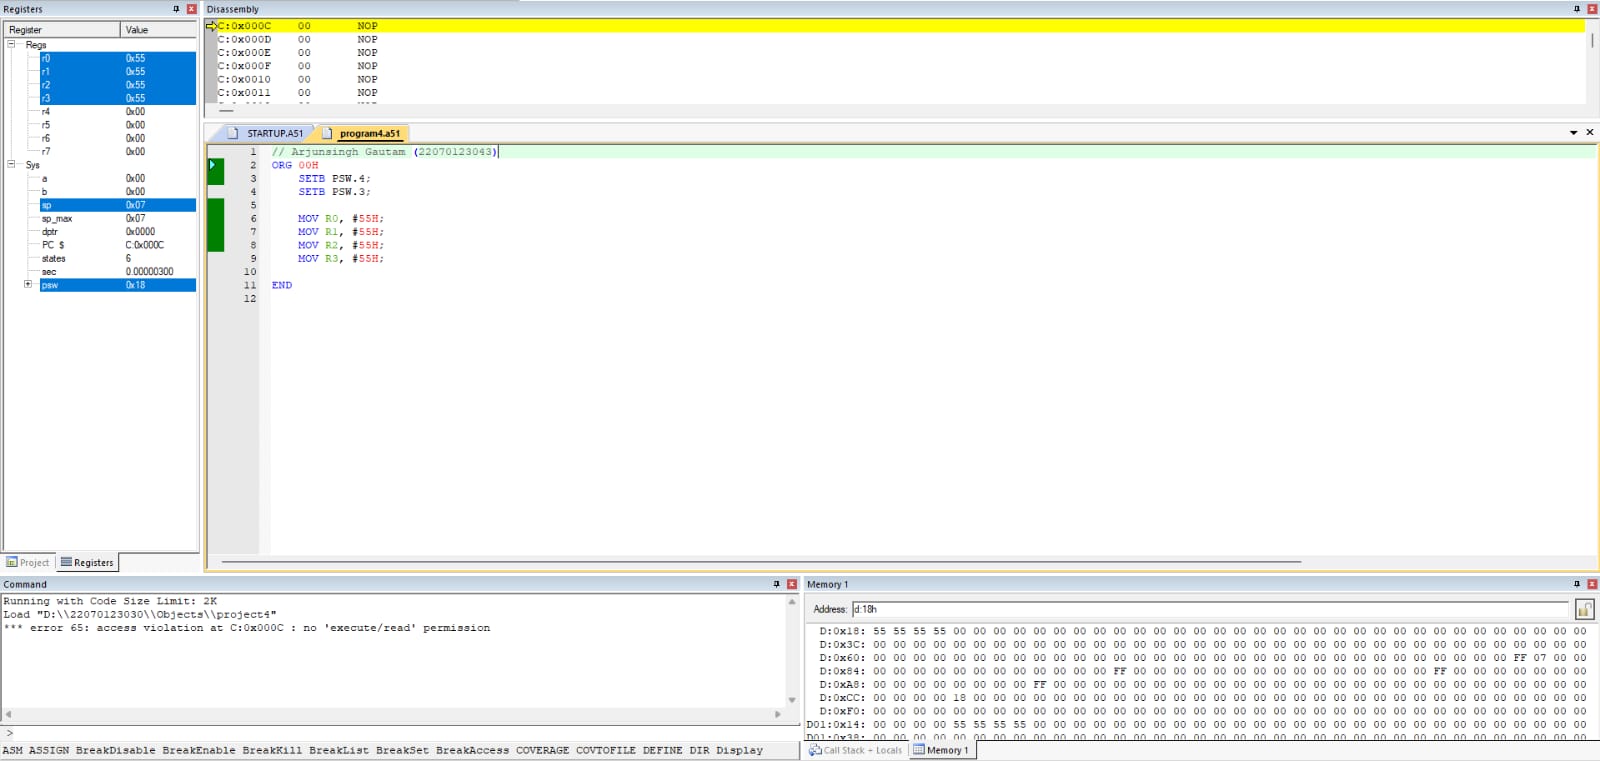 Registers
Register Value
Regs
r0 0x55
r1 0x55
r2 0x55
r3 0x55
r4 0x00
r5 0x00
r6 0x00
r7 0x00
Sys
a 0x00
b 0x00
sp 0x07
sp_max 0x07
dptr 0x0000
PC $ C:0x000C
states 6
sec 0.00000300
psw 0x18
Project Registers
Disassembly
C:0x000C 00 NOP
C:0x000D 00 NOP
C:0x000E 00 NOP
C:0x000F 00 NOP
C:0x0010 00 NOP
C:0x0011 00 NOP
STARTUP.A51 program4.a51
1 // Arjunsingh Gautam (22070123043)
2 ORG 00H
3 SETB PSW.4;
4 SETB PSW.3;
5
6 MOV R0, #55H;
7 MOV R1, #55H;
8 MOV R2, #55H;
9 MOV R3, #55H;
10
11 END
12
Command
Running with Code Size Limit: 2K
Load "D:\\22070123030\\Objects\\project4"
*** error 65: access violation at C:0x000C : no 'execute/read' permission
>
ASM ASSIGN BreakDisable BreakEnable BreakKill BreakList BreakSet BreakAccess COVERAGE COVTOFILE DEFINE DIR Display
Memory 1
Address: d:18h
D:0x18: 55 55 55 55 00 00 00 00 00 00 00 00 00 00 00 00 00 00 00 00 00 00 00 00 00 00 00 00 00 00 00 00 00 00 00 00
D:0x3C: 00 00 00 00 00 00 00 00 00 00 00 00 00 00 00 00 00 00 00 00 00 00 00 00 00 00 00 00 00 00 00 00 00 00 00 00
D:0x60: 00 00 00 00 00 00 00 00 00 00 00 00 00 00 00 00 00 00 00 00 00 00 00 00 00 00 00 00 00 00 00 00 FF 07 00 00
D:0x84: 00 00 00 00 00 00 00 00 00 00 00 00 FF 00 00 00 00 00 00 00 00 00 00 00 00 00 00 00 FF 00 00 00 00 00 00 00
D:0xA8: 00 00 00 00 00 00 00 00 FF 00 00 00 00 00 00 00 00 00 00 00 00 00 00 00 00 00 00 00 00 00 00 00 00 00 00 00
D:0xCC: 00 00 00 00 18 00 00 00 00 00 00 00 00 00 00 00 00 00 00 00 00 00 00 00 00 00 00 00 00 00 00 00 00 00 00 00
D:0xF0: 00 00 00 00 00 00 00 00 00 00 00 00 00 00 00 00 00 00 00 00 00 00 00 00 00 00 00 00 00 00 00 00 00 00 00 00
D01:0x14: 00 00 00 00 55 55 55 55 00 00 00 00 00 00 00 00 00 00 00 00 00 00 00 00 00 00 00 00 00 00 00 00 00 00 00 00
Call Stack + Locals Memory 1